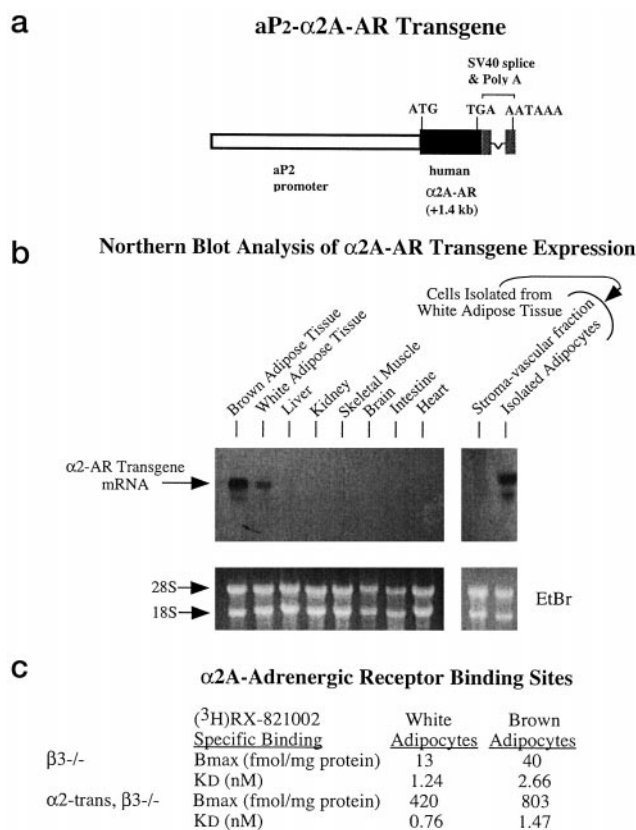 a
aP2-α2A-AR Transgene
SV40 splice
& Poly A
ATG TGA AATAAA
aP2
promoter
human
α2A-AR
(+1.4 kb)
b
Northern Blot Analysis of α2A-AR Transgene Expression
Cells Isolated from
White Adipose Tissue
Brown Adipose Tissue
White Adipose Tissue
Liver
Kidney
Skeletal Muscle
Brain
Intestine
Heart
Stroma-vascular fraction
Isolated Adipocytes
α2-AR Transgene
mRNA
28S
18S
EtBr
c
α2A-Adrenergic Receptor Binding Sites
(3H)RX-821002 White Brown
Specific Binding Adipocytes Adipocytes
β3-/- Bmax (fmol/mg protein) 13 40
KD (nM) 1.24 2.66
α2-trans, β3-/- Bmax (fmol/mg protein) 420 803
KD (nM) 0.76 1.47